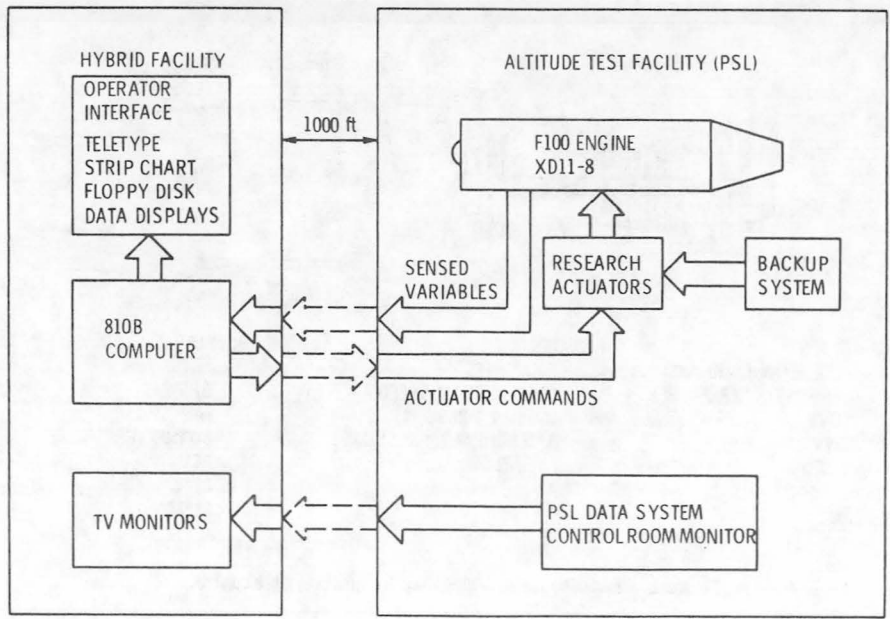 HYBRID FACILITY
OPERATOR
INTERFACE
TELETYPE
STRIP CHART
FLOPPY DISK
DATA DISPLAYS
810B
COMPUTER
TV MONITORS
1000 ft
ALTITUDE TEST FACILITY (PSL)
F100 ENGINE
XD11-8
SENSED
VARIABLES
RESEARCH
ACTUATORS
BACKUP
SYSTEM
ACTUATOR COMMANDS
PSL DATA SYSTEM
CONTROL ROOM MONITOR